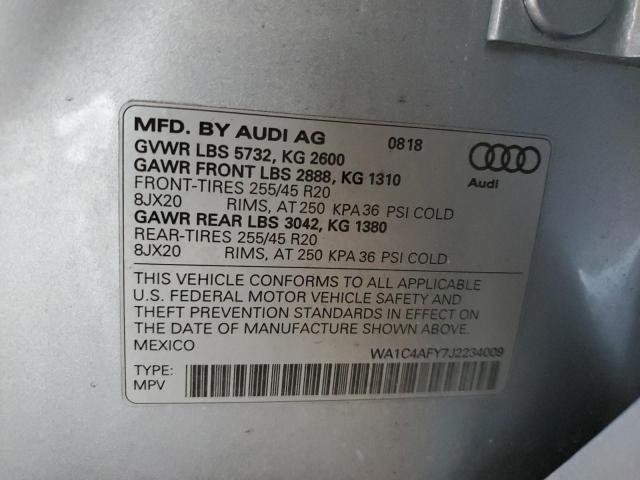 MFD. BY AUDI AG 0818
GVWR LBS 5732, KG 2600
GAWR FRONT LBS 2888, KG 1310
FRONT-TIRES 255/45 R20
8JX20 RIMS, AT 250 KPA 36 PSI COLD
GAWR REAR LBS 3042, KG 1380
REAR-TIRES 255/45 R20
8JX20 RIMS, AT 250 KPA 36 PSI COLD
Audi
THIS VEHICLE CONFORMS TO ALL APPLICABLE
U.S. FEDERAL MOTOR VEHICLE SAFETY AND
THEFT PREVENTION STANDARDS IN EFFECT ON
THE DATE OF MANUFACTURE SHOWN ABOVE.
MEXICO
WA1C4AFY7J2234009
TYPE:
MPV